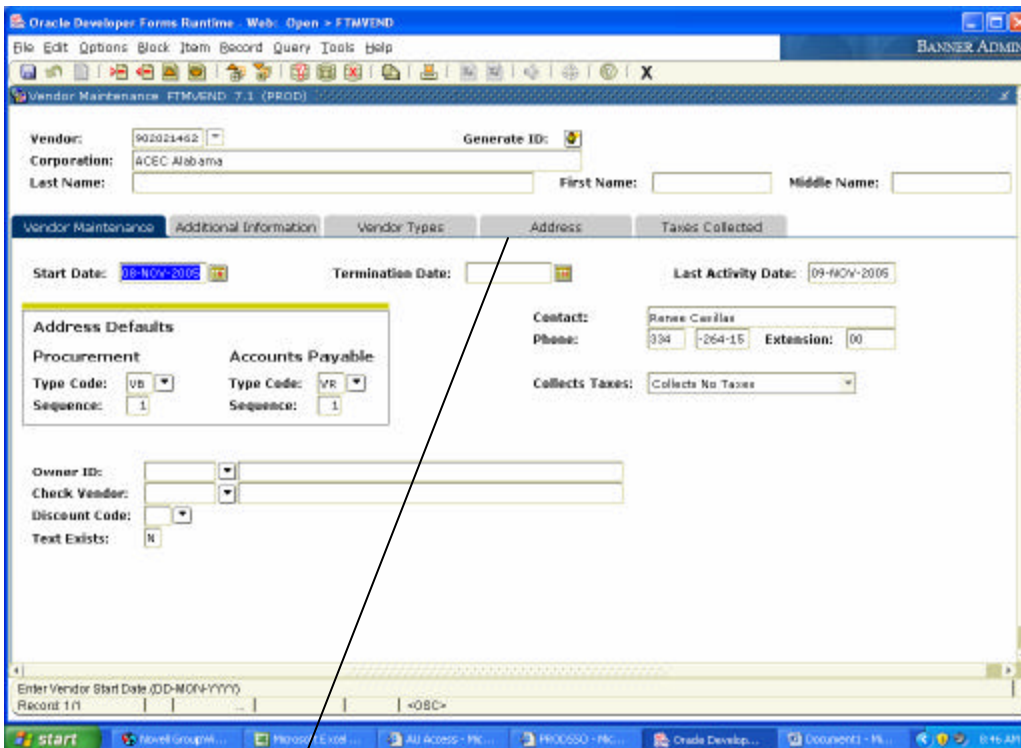 Oracle Developer Forms Runtime - Web: Open > FTMVEND
File Edit Options Block Item Record Query Tools Help BANNER ADMIN
Vendor Maintenance FTMVEND 7.1 (PROD)
Vendor: 902021462 Generate ID:
Corporation: ACEC Alabama
Last Name: First Name: Middle Name:
Vendor Maintenance Additional Information Vendor Types Address Taxes Collected
Start Date: 08-NOV-2005 Termination Date: Last Activity Date: 09-NOV-2005
Address Defaults
Contact: Renee Casillas
Phone: 334 -264-15 Extension: 00
Procurement Accounts Payable
Type Code: VB Type Code: VR Collects Taxes: Collects No Taxes
Sequence: 1 Sequence: 1
Owner ID:
Check Vendor:
Discount Code:
Text Exists: N
Enter Vendor Start Date (DD-MON-YYYY)
Record: 1/1 ... <OSC>
start Novell GroupWi... Microsoft Excel ... AU Access - Mic... PRODSSO - Mic... Oracle Develop... Document1 - Mi... 8:46 AM